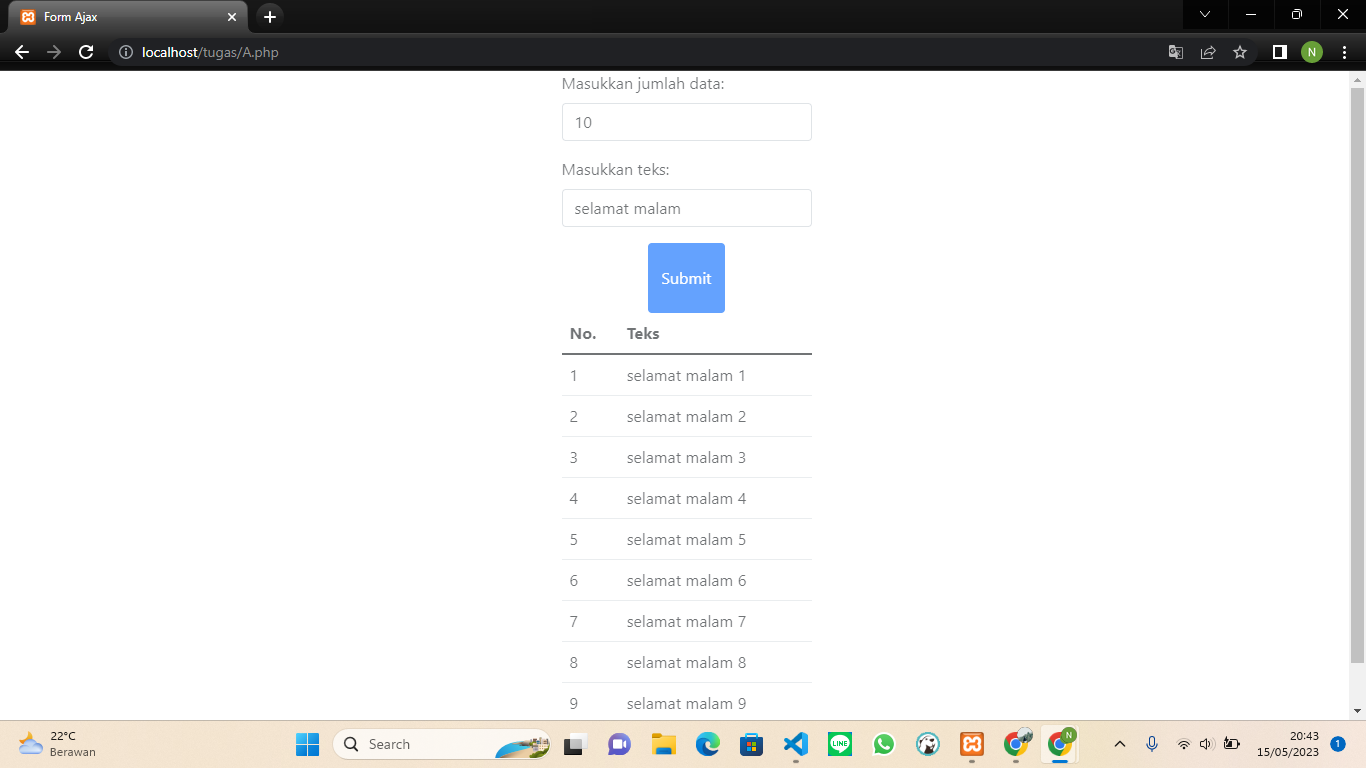 Form Ajax
localhost/tugas/A.php
N
Masukkan jumlah data:
10
Masukkan teks:
selamat malam
Submit
No. Teks
1 selamat malam 1
2 selamat malam 2
3 selamat malam 3
4 selamat malam 4
5 selamat malam 5
6 selamat malam 6
7 selamat malam 7
8 selamat malam 8
9 selamat malam 9
22°C
Berawan
Search
LINE
N
20:43
15/05/2023
1